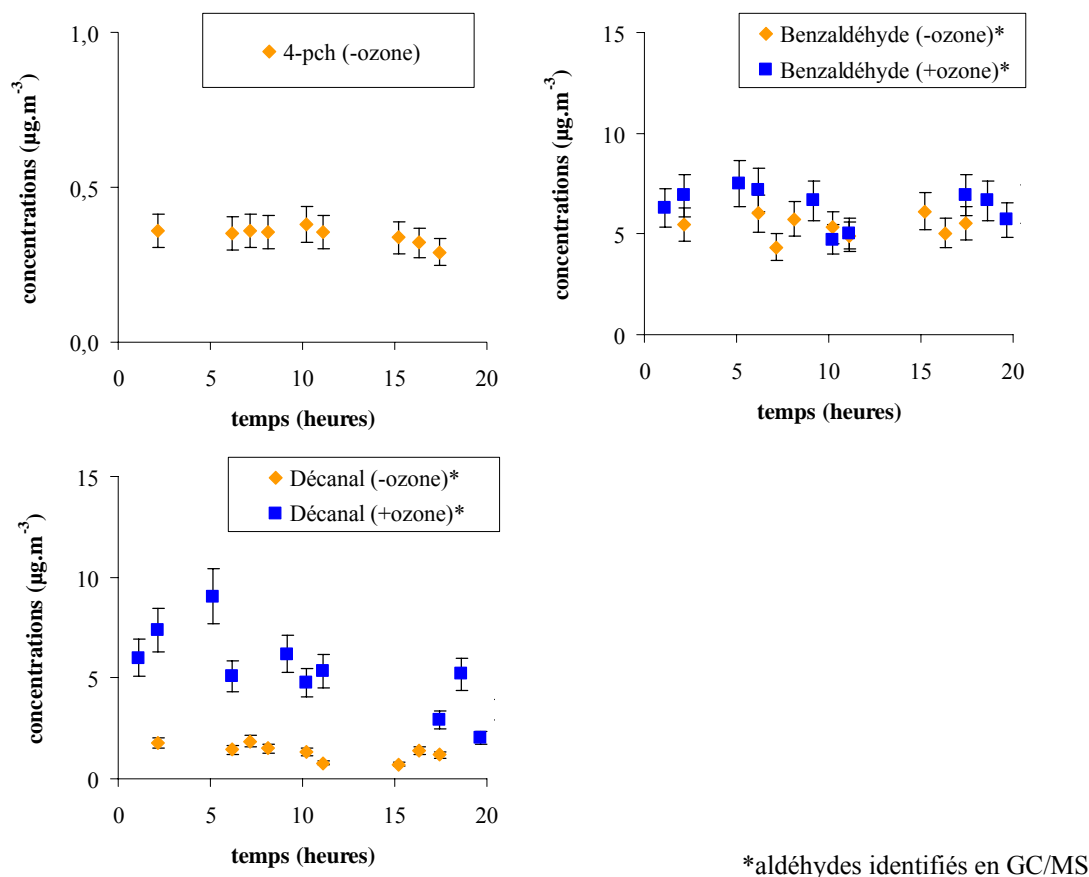 4-pch (-ozone)
concentrations (µg.m-3)
1,0
0,5
0,0
0 5 10 15 20
temps (heures)
Benzaldéhyde (-ozone)*
Benzaldéhyde (+ozone)*
concentrations (µg.m-3)
15
10
5
0
0 5 10 15 20
temps (heures)
Décanal (-ozone)*
Décanal (+ozone)*
concentrations (µg.m-3)
15
10
5
0
0 5 10 15 20
temps (heures)
*aldéhydes identifiés en GC/MS